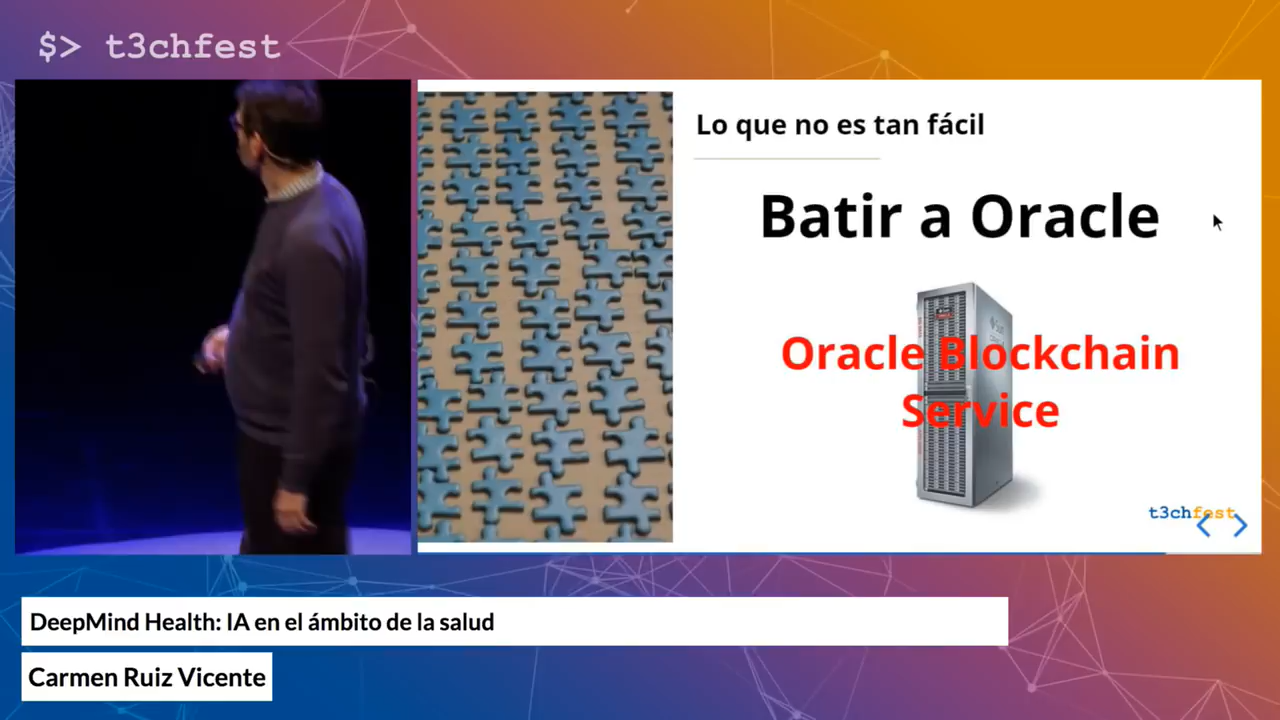 $> t3chfest
Lo que no es tan fácil
Batir a Oracle
Oracle Blockchain
Service
t3chfest
DeepMind Health: IA en el ámbito de la salud
Carmen Ruiz Vicente